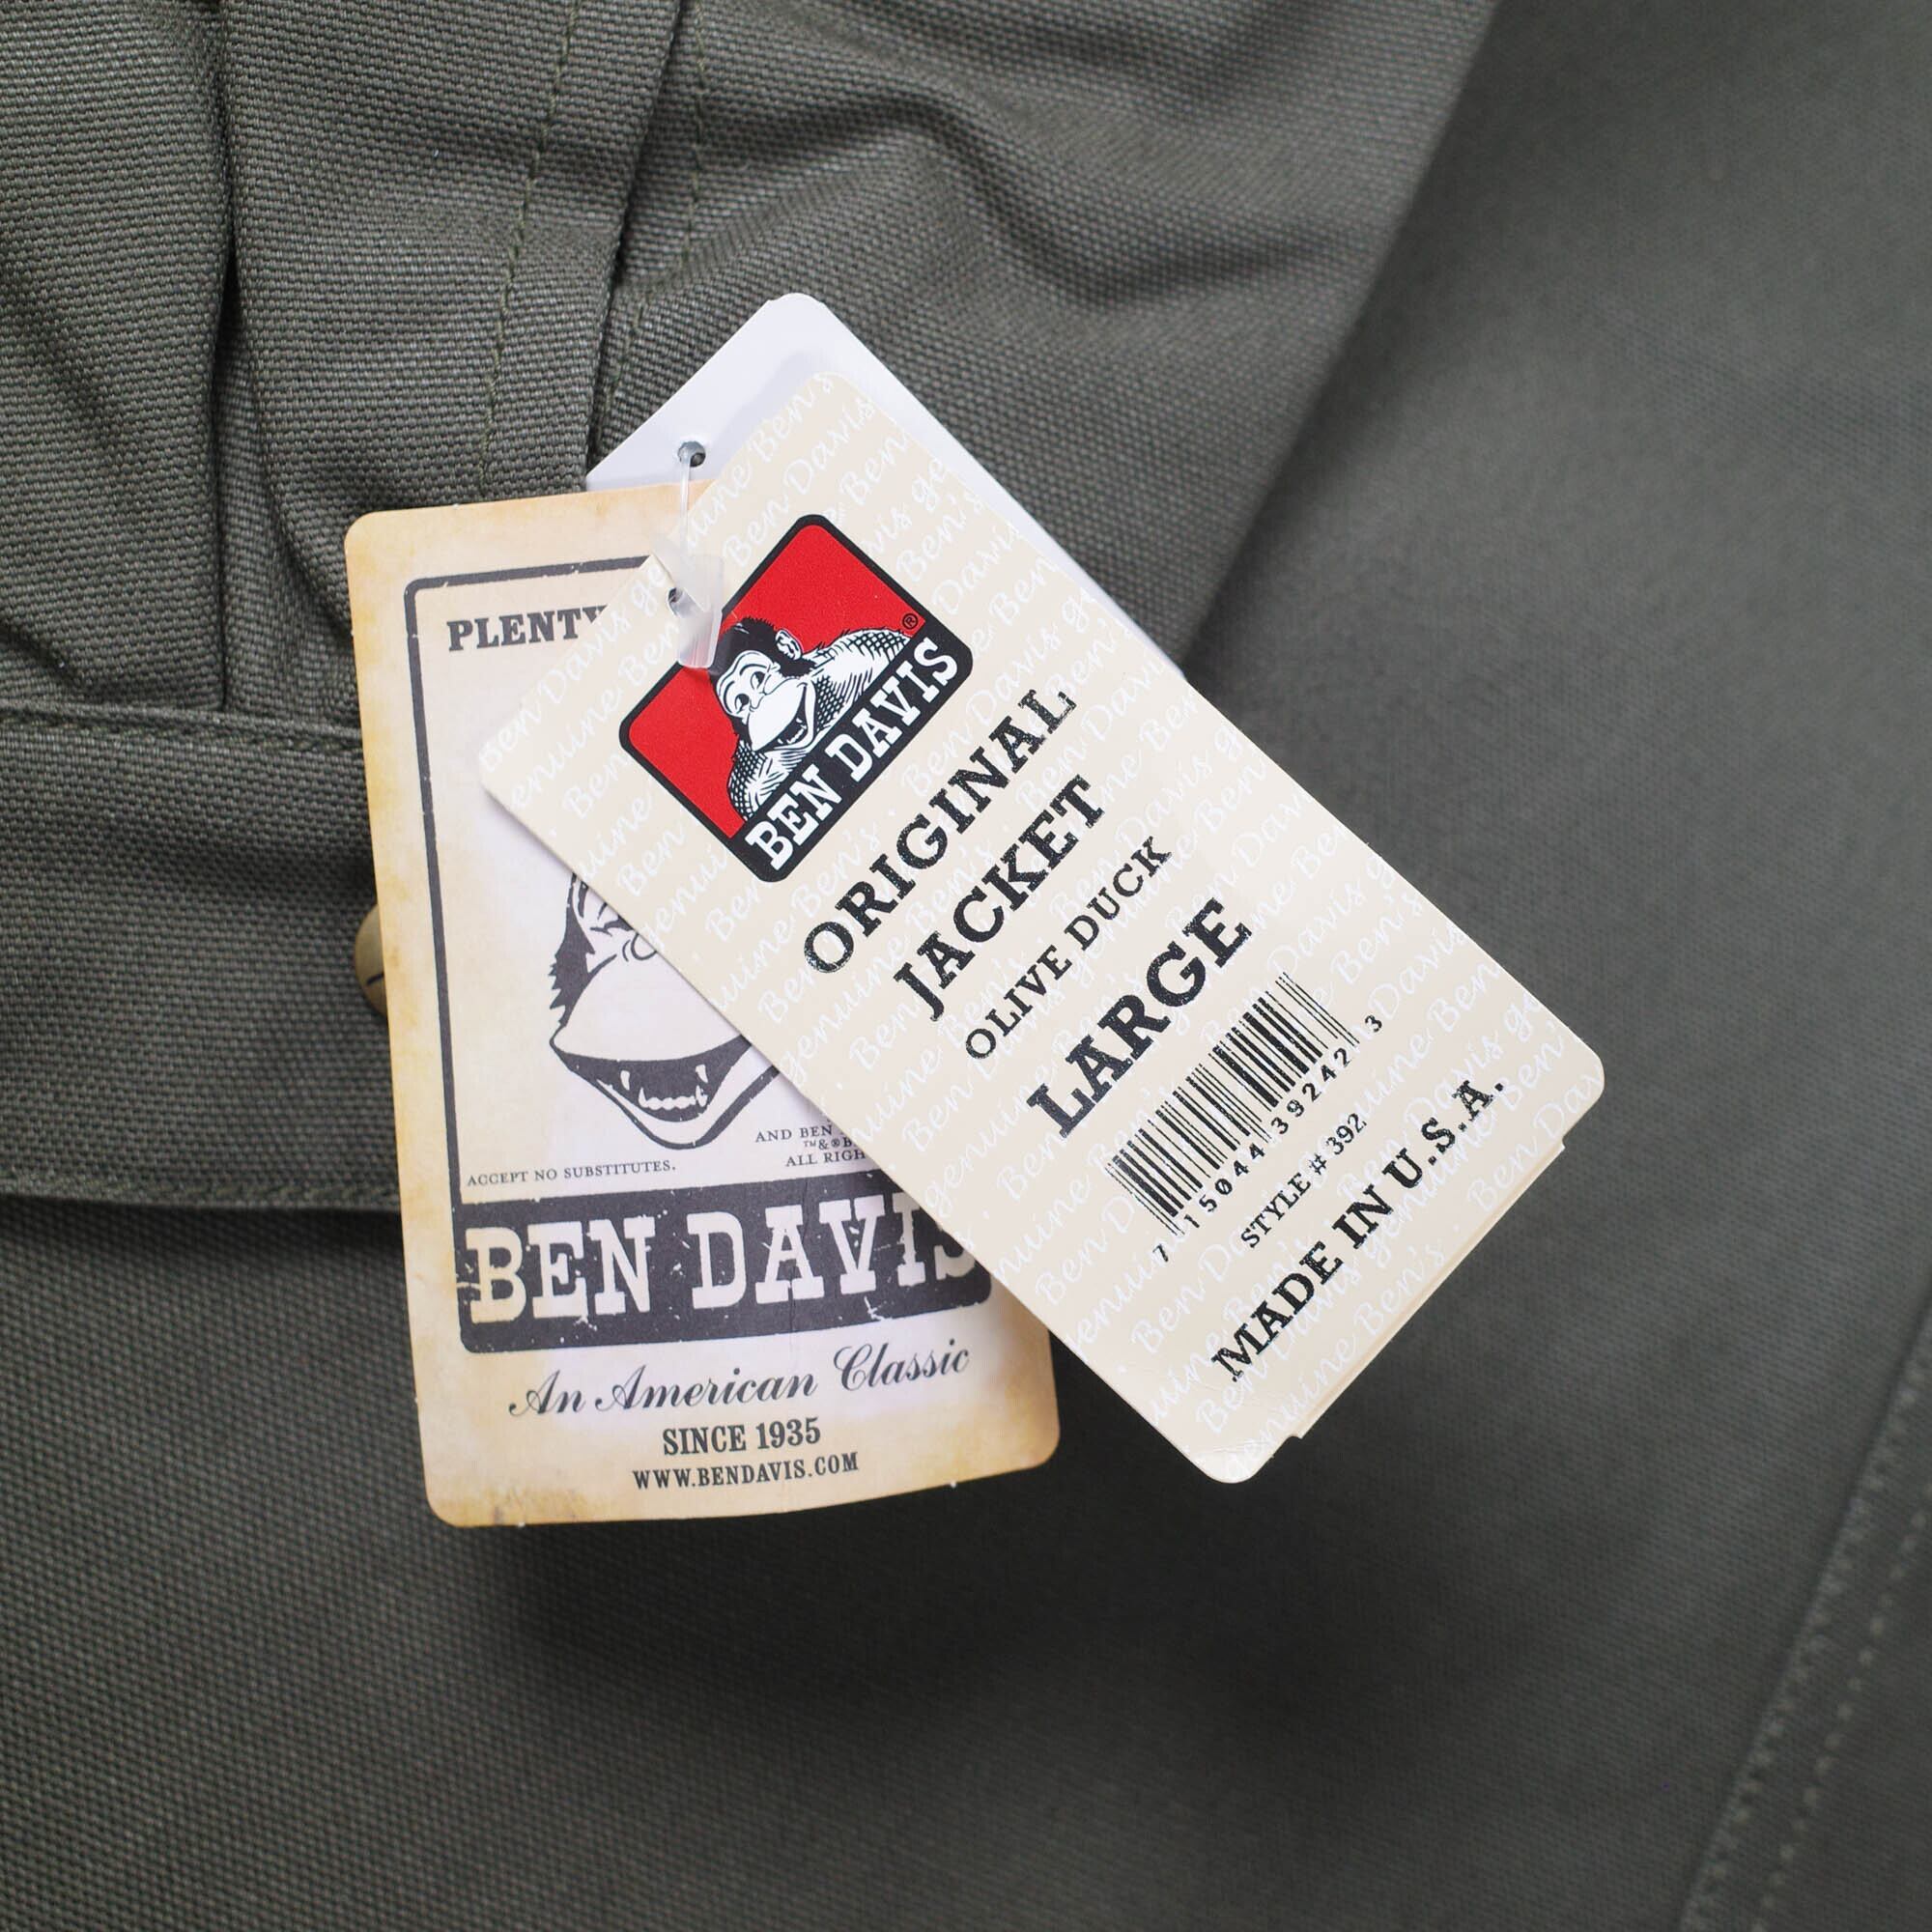 PLENTY
ACCEPT NO SUBSTITUTES.
AND BEN
™&®B
ALL RIGH
BEN DAVIS
An American Classic
SINCE 1935
WWW.BENDAVIS.COM
BEN DAVIS ®
ORIGINAL
JACKET
OLIVE DUCK
LARGE
7 15044 39242 3
STYLE # 392
MADE IN U.S.A.